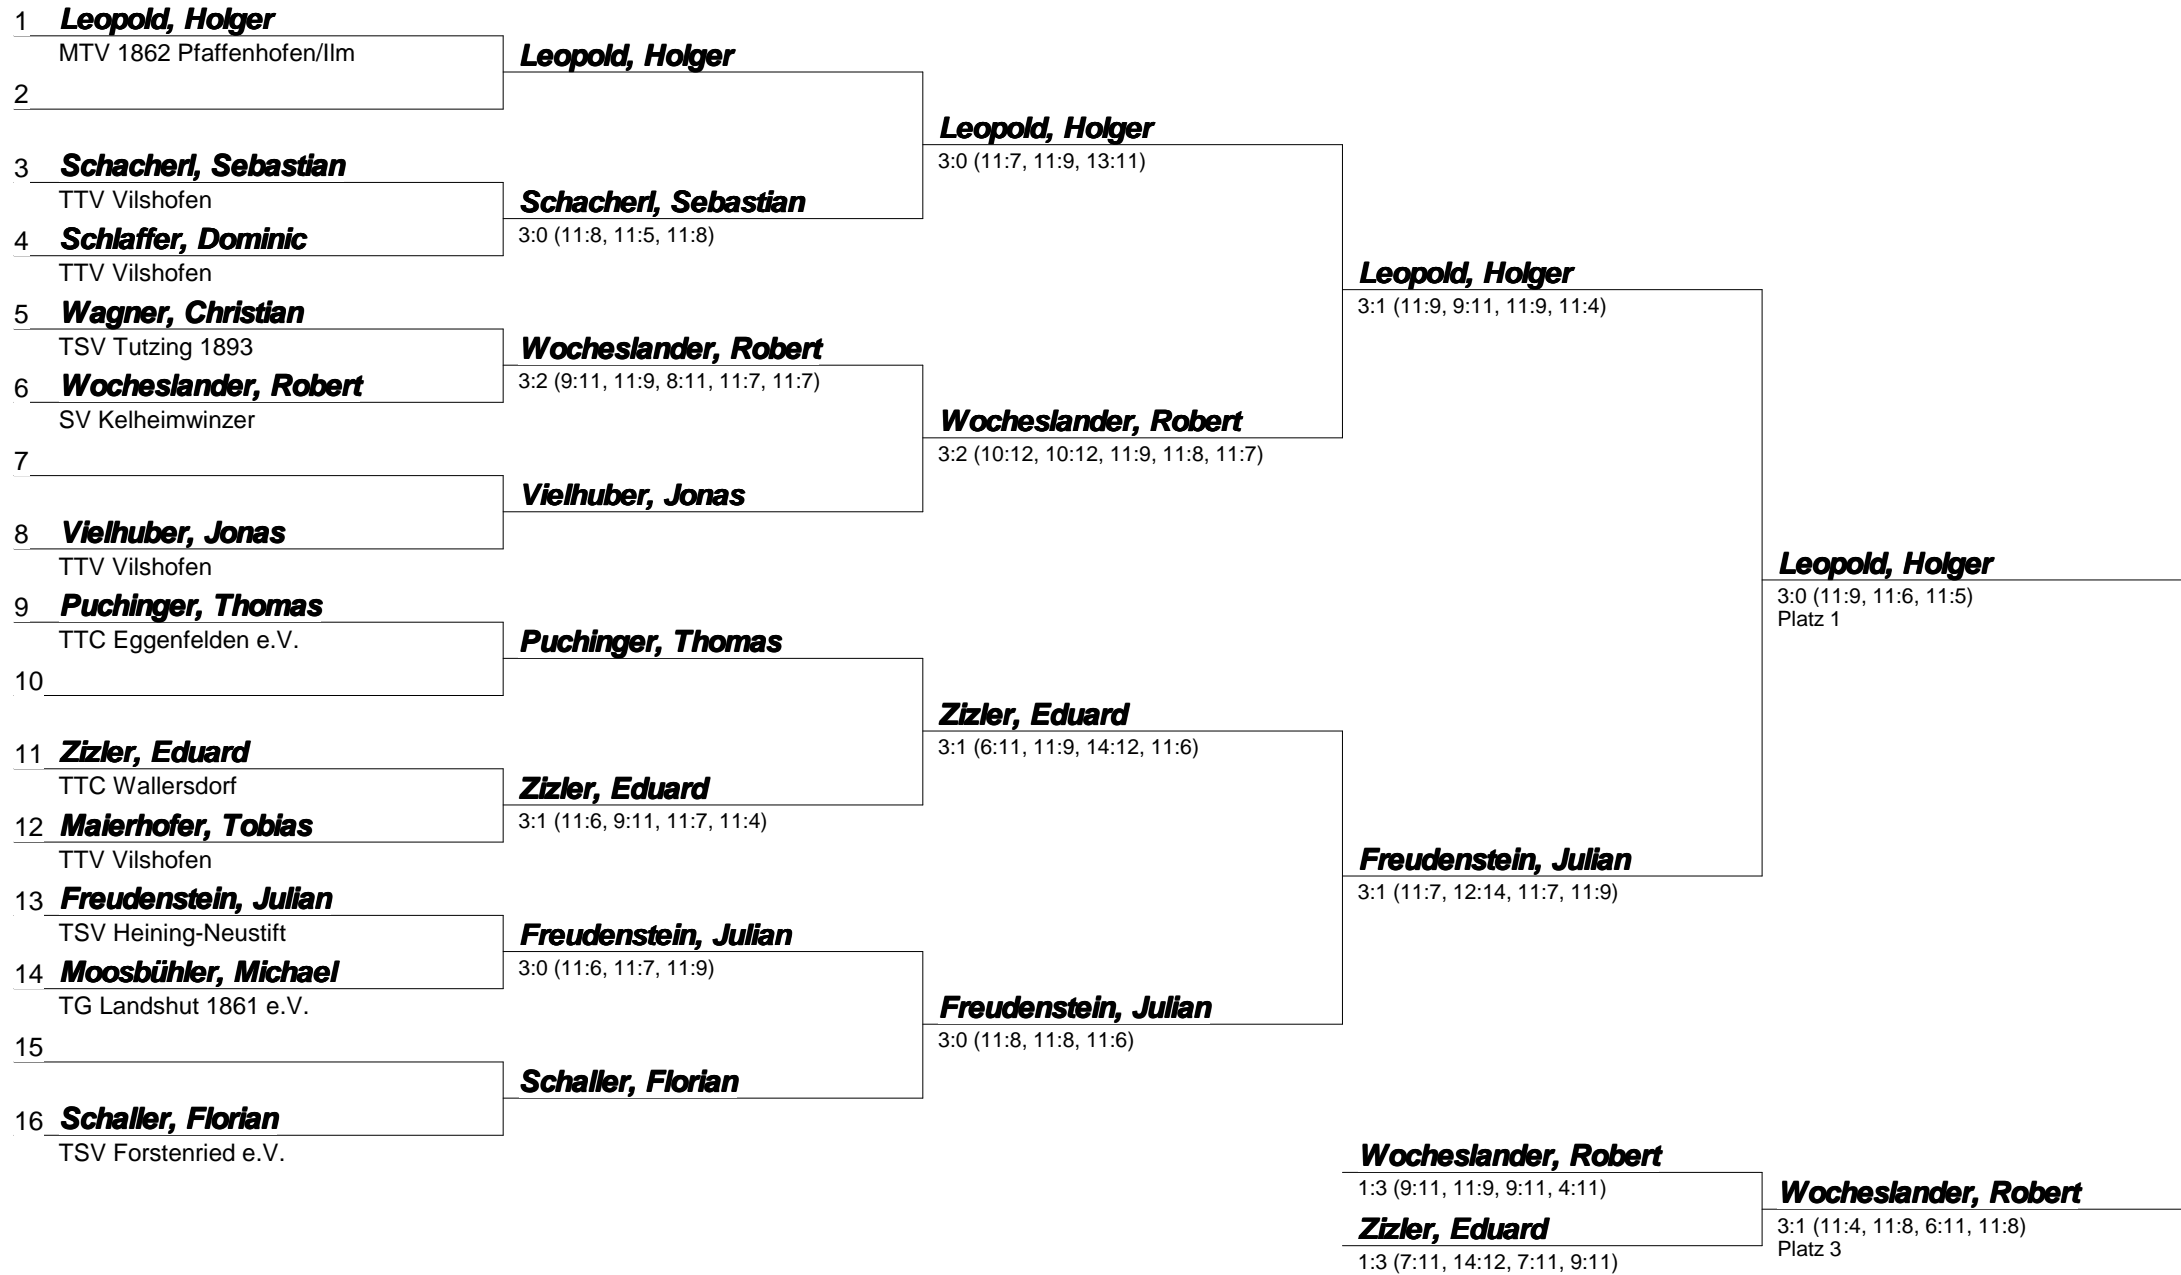 1 Leopold, Holger
MTV 1862 Pfaffenhofen/Ilm
2
3 Schacherl, Sebastian
TTV Vilshofen
4 Schlaffer, Dominic
TTV Vilshofen
5 Wagner, Christian
TSV Tutzing 1893
6 Wocheslander, Robert
SV Kelheimwinzer
7
8 Vielhuber, Jonas
TTV Vilshofen
9 Puchinger, Thomas
TTC Eggenfelden e.V.
10
11 Zizler, Eduard
TTC Wallersdorf
12 Maierhofer, Tobias
TTV Vilshofen
13 Freudenstein, Julian
TSV Heining-Neustift
14 Moosbühler, Michael
TG Landshut 1861 e.V.
15
16 Schaller, Florian
TSV Forstenried e.V.
Leopold, Holger
Schacherl, Sebastian
3:0 (11:8, 11:5, 11:8)
Wocheslander, Robert
3:2 (9:11, 11:9, 8:11, 11:7, 11:7)
Vielhuber, Jonas
Puchinger, Thomas
Zizler, Eduard
3:1 (11:6, 9:11, 11:7, 11:4)
Freudenstein, Julian
3:0 (11:6, 11:7, 11:9)
Schaller, Florian
Leopold, Holger
3:0 (11:7, 11:9, 13:11)
Wocheslander, Robert
3:2 (10:12, 10:12, 11:9, 11:8, 11:7)
Zizler, Eduard
3:1 (6:11, 11:9, 14:12, 11:6)
Freudenstein, Julian
3:0 (11:8, 11:8, 11:6)
Leopold, Holger
3:1 (11:9, 9:11, 11:9, 11:4)
Freudenstein, Julian
3:1 (11:7, 12:14, 11:7, 11:9)
Leopold, Holger
3:0 (11:9, 11:6, 11:5)
Platz 1
Wocheslander, Robert
1:3 (9:11, 11:9, 9:11, 4:11)
Zizler, Eduard
1:3 (7:11, 14:12, 7:11, 9:11)
Wocheslander, Robert
3:1 (11:4, 11:8, 6:11, 11:8)
Platz 3